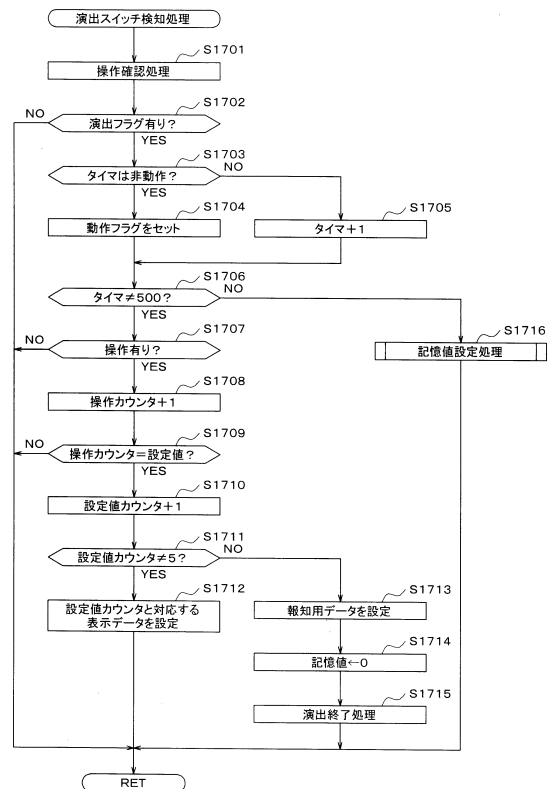 演出スイッチ検知処理
S1701
操作確認処理
S1702
NO
演出フラグ有り?
YES
S1703
NO
タイマは非動作?
YES
S1704
動作フラグをセット
S1705
タイマ+1
S1706
NO
タイマ≠500?
YES
S1716
記憶値設定処理
S1707
NO
操作有り?
YES
S1708
操作カウンタ+1
S1709
NO
操作カウンタ=設定値?
YES
S1710
設定値カウンタ+1
S1711
NO
設定値カウンタ≠5?
YES
S1712
設定値カウンタと対応する
表示データを設定
S1713
報知用データを設定
S1714
記憶値←0
S1715
演出終了処理
RET